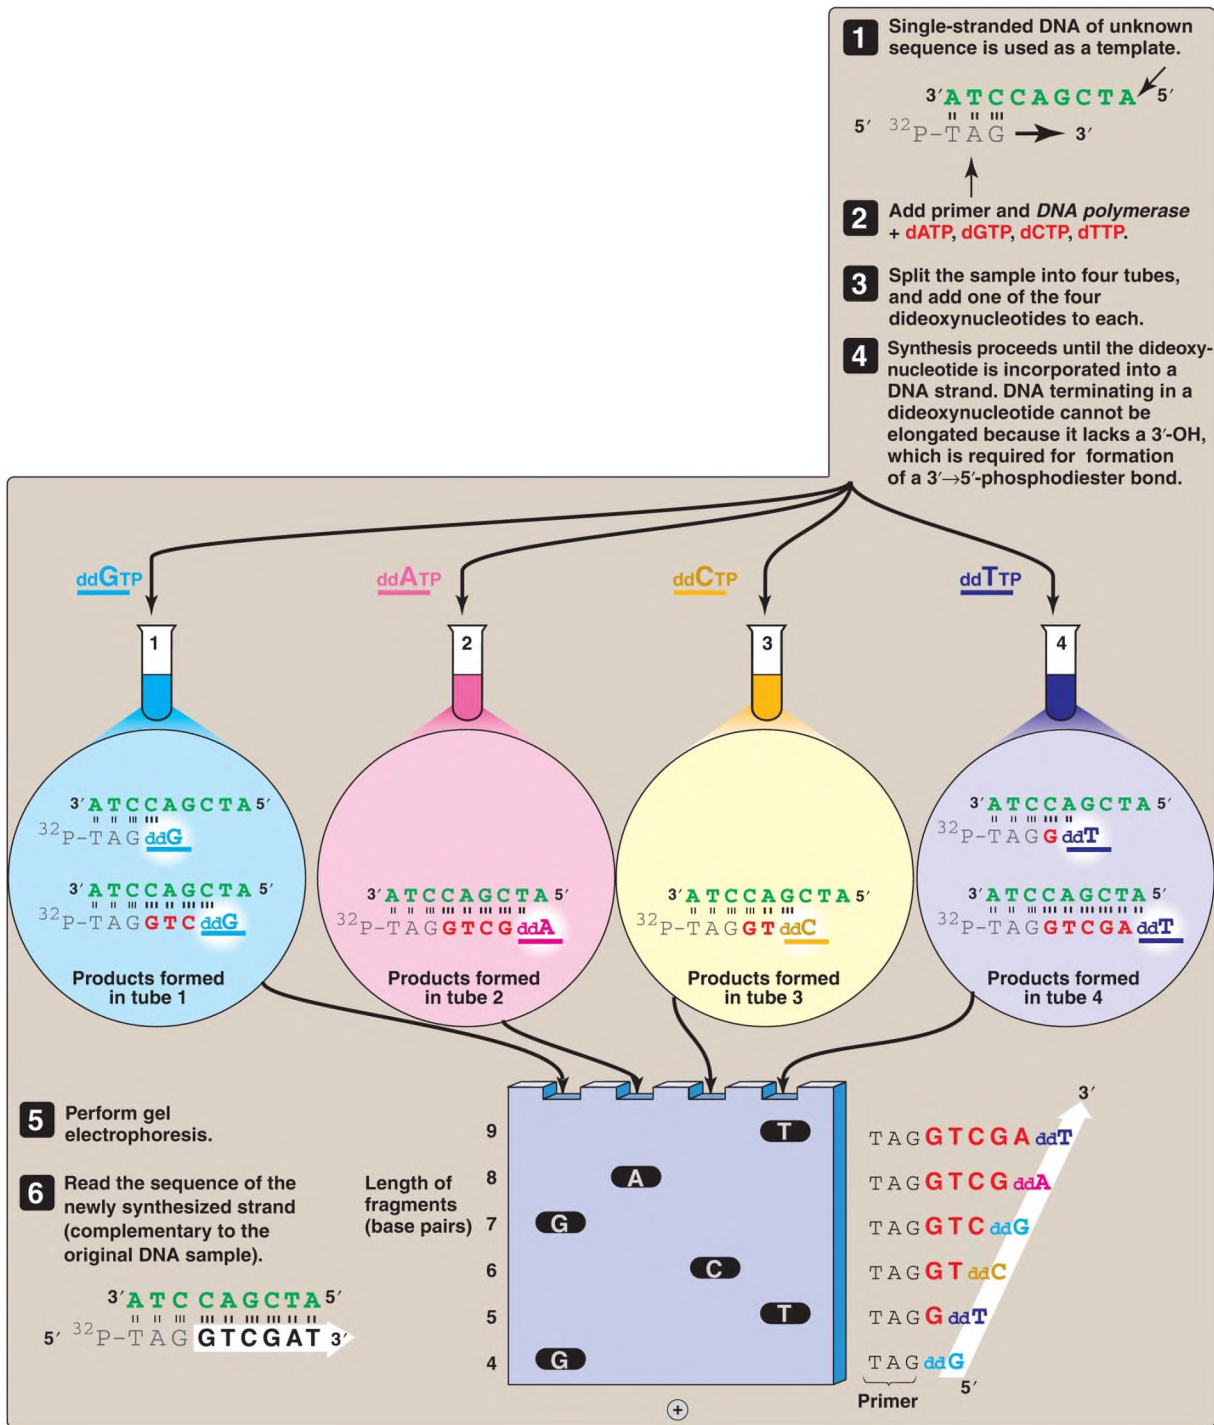 1 Single-stranded DNA of unknown
sequence is used as a template.
3′ A T C C A G C T A 5′
5′ 32P–T A G 3′
2 Add primer and DNA polymerase
+ dATP, dGTP, dCTP, dTTP.
3 Split the sample into four tubes,
and add one of the four
dideoxynucleotides to each.
4 Synthesis proceeds until the dideoxy-
nucleotide is incorporated into a
DNA strand. DNA terminating in a
dideoxynucleotide cannot be
elongated because it lacks a 3′-OH,
which is required for formation
of a 3′→5′-phosphodiester bond.
ddGTP ddATP ddCTP ddTTP
1 2 3 4
3′ A T C C A G C T A 5′
32P–T A G ddG
3′ A T C C A G C T A 5′
32P–T A G G T C ddG
Products formed
in tube 1
3′ A T C C A G C T A 5′
32P–T A G G T C G ddA
Products formed
in tube 2
3′ A T C C A G C T A 5′
32P–T A G G T ddC
Products formed
in tube 3
3′ A T C C A G C T A 5′
32P–T A G G ddT
3′ A T C C A G C T A 5′
32P–T A G G T C G A ddT
Products formed
in tube 4
5 Perform gel
electrophoresis.
6 Read the sequence of the
newly synthesized strand
(complementary to the
original DNA sample).
3′ A T C C A G C T A 5′
5′ 32P–T A G G T C G A T 3′
Length of
fragments
(base pairs)
3′
9 T T A G G T C G A ddT
8 A T A G G T C G ddA
7 G T A G G T C ddG
6 C T A G G T ddC
5 T T A G G ddT
4 G T A G ddG
5′
Primer
+